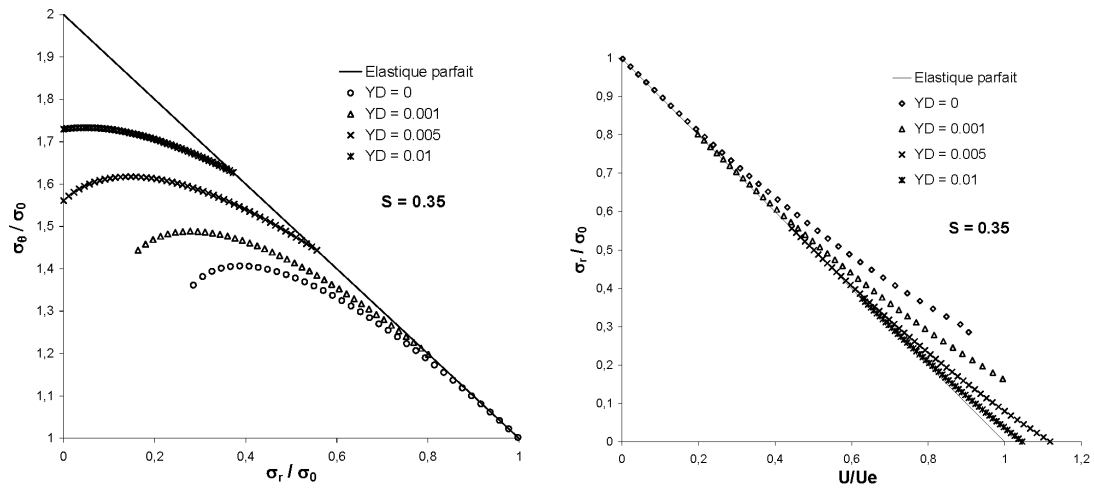 2
1,9
1,8
1,7
1,6
1,5
1,4
1,3
1,2
1,1
1
0
0,2
0,4
0,6
0,8
1
σθ / σ0
σr / σ0
Elastique parfait
YD = 0
YD = 0.001
YD = 0.005
YD = 0.01
S = 0.35
1
0,9
0,8
0,7
0,6
0,5
0,4
0,3
0,2
0,1
0
0
0,2
0,4
0,6
0,8
1
1,2
σr / σ0
U/Ue
Elastique parfait
YD = 0
YD = 0.001
YD = 0.005
YD = 0.01
S = 0.35